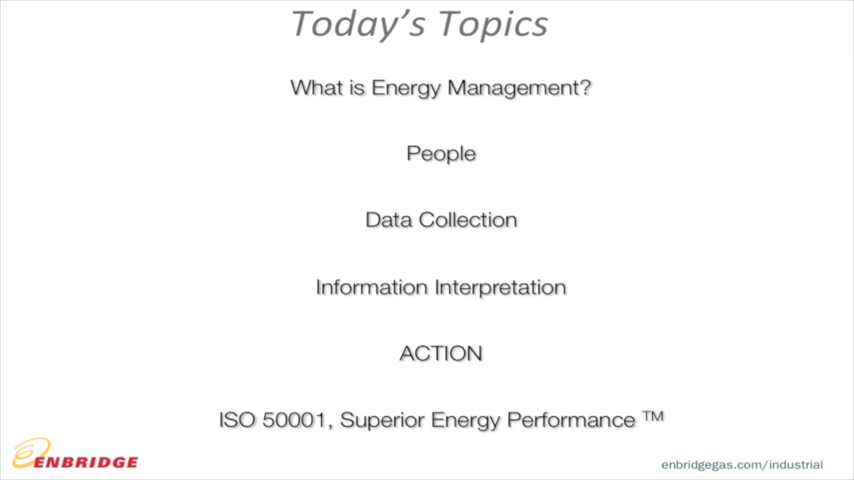 Today's Topics
What is Energy Management?
People
Data Collection
Information Interpretation
ACTION
ISO 50001, Superior Energy Performance ™
ENBRIDGE
enbridgegas.com/industrial